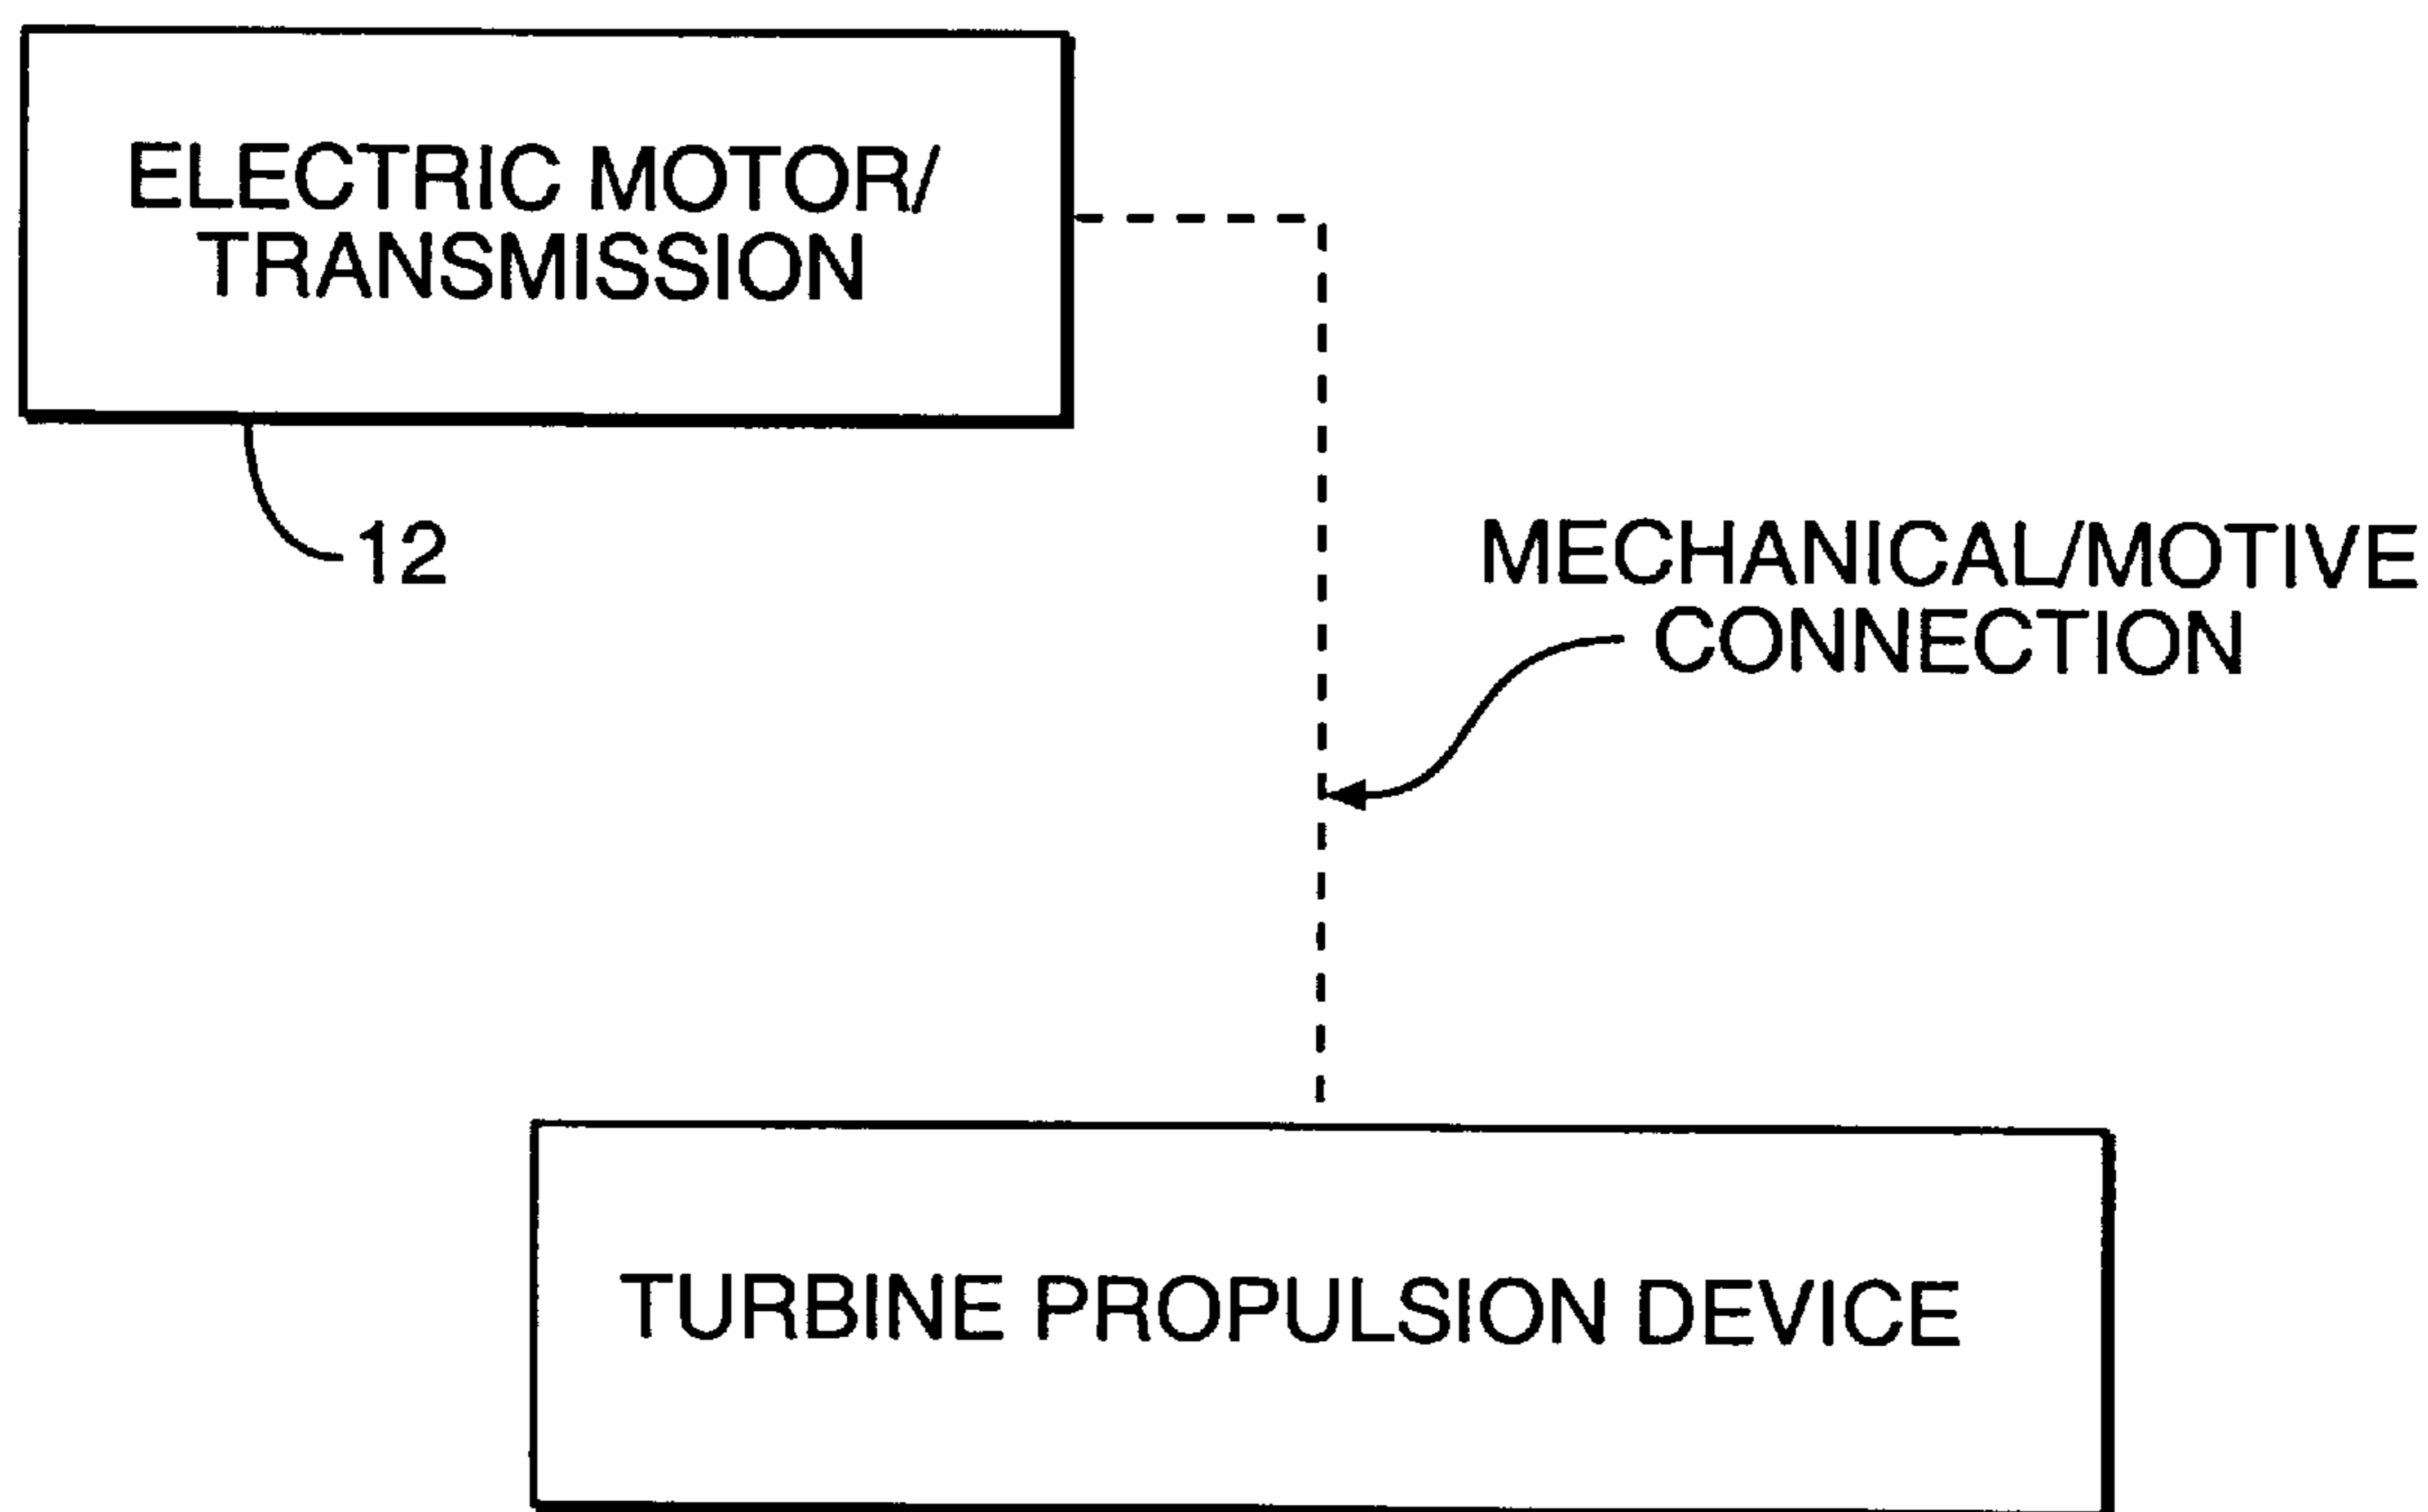 ELECTRIC MOTOR/
TRANSMISSION
12
MECHANICAL/MOTIVE
CONNECTION
TURBINE PROPULSION DEVICE